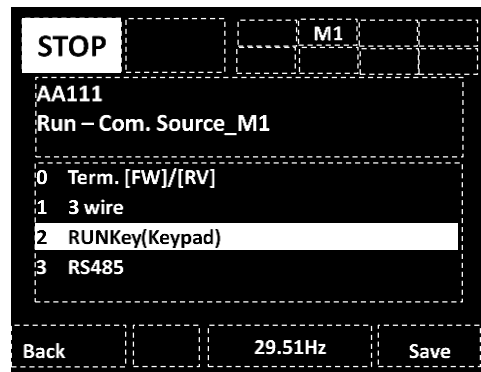 STOP M1
AA111
Run – Com. Source_M1
0 Term. [FW]/[RV]
1 3 wire
2 RUNKey(Keypad)
3 RS485
Back 29.51Hz Save